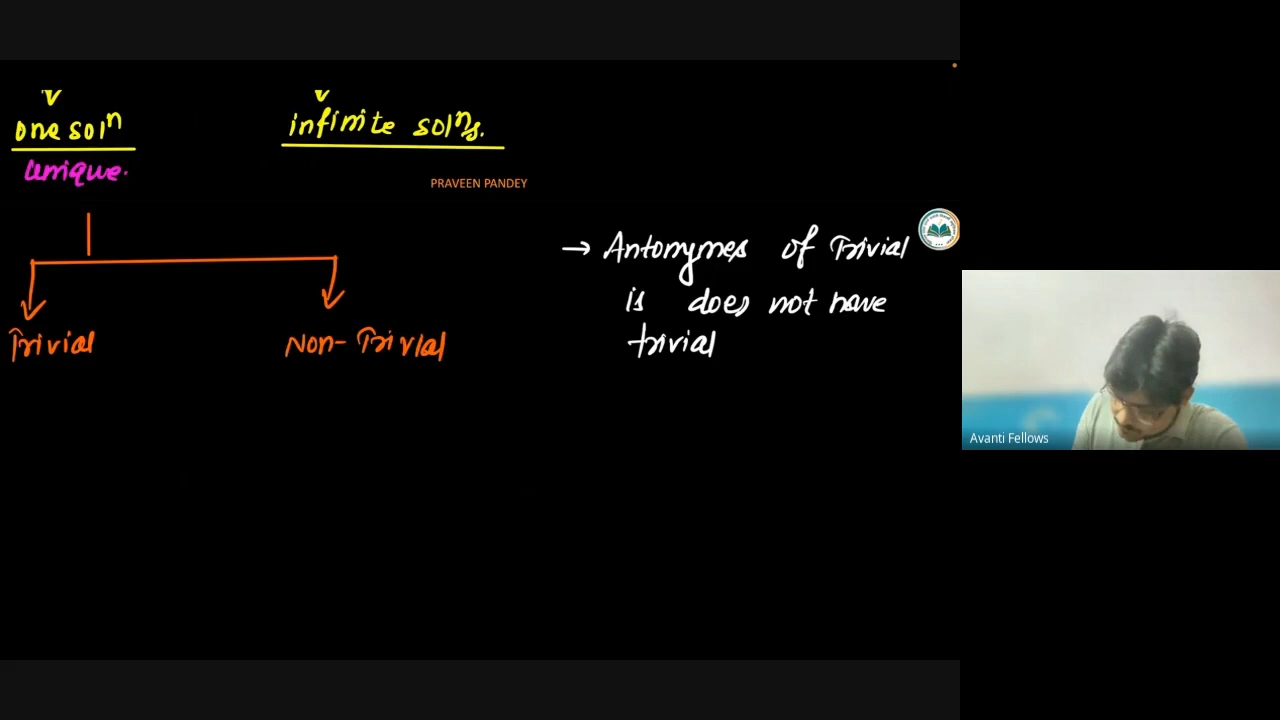 one solⁿ
unique.
infinite solⁿs.
PRAVEEN PANDEY
Trivial
Non-Trivial
→ Antonymes of Trivial
is does not have
trivial
Avanti Fellows